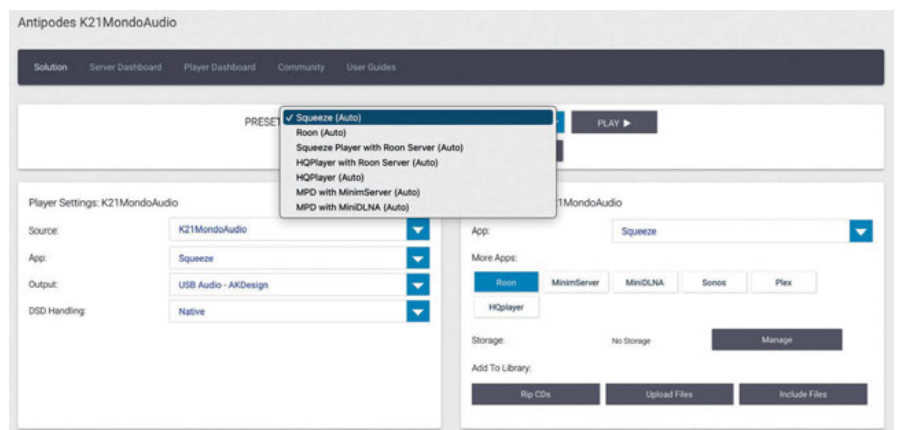 Antipodes K21MondoAudio
Solution Server Dashboard Player Dashboard Community User Guides
PRESET
✓ Squeeze (Auto)
Roon (Auto)
Squeeze Player with Roon Server (Auto)
HQPlayer with Roon Server (Auto)
HQPlayer (Auto)
MPD with MinimServer (Auto)
MPD with MiniDLNA (Auto)
PLAY ▶
Player Settings: K21MondoAudio
Source: K21MondoAudio
App: Squeeze
Output: USB Audio - AKDesign
DSD Handling: Native
1MondoAudio
App: Squeeze
More Apps:
Roon MinimServer MiniDLNA Sonos Plex
HQplayer
Storage: No Storage Manage
Add To Library:
Rip CDs Upload Files Include Files